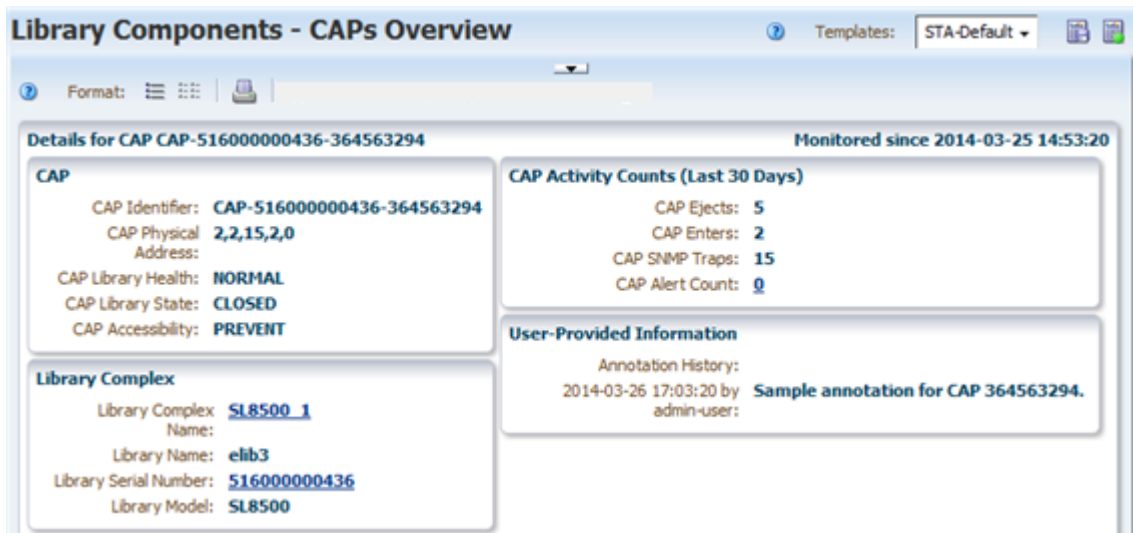 Library Components - CAPs Overview
Templates: STA-Default
Format:
Details for CAP CAP-516000000436-364563294
Monitored since 2014-03-25 14:53:20
CAP
CAP Identifier: CAP-516000000436-364563294
CAP Physical Address: 2,2,15,2,0
CAP Library Health: NORMAL
CAP Library State: CLOSED
CAP Accessibility: PREVENT
Library Complex
Library Complex Name: SL8500_1
Library Name: elib3
Library Serial Number: 516000000436
Library Model: SL8500
CAP Activity Counts (Last 30 Days)
CAP Ejects: 5
CAP Enters: 2
CAP SNMP Traps: 15
CAP Alert Count: 0
User-Provided Information
Annotation History:
2014-03-26 17:03:20 by admin-user: Sample annotation for CAP 364563294.